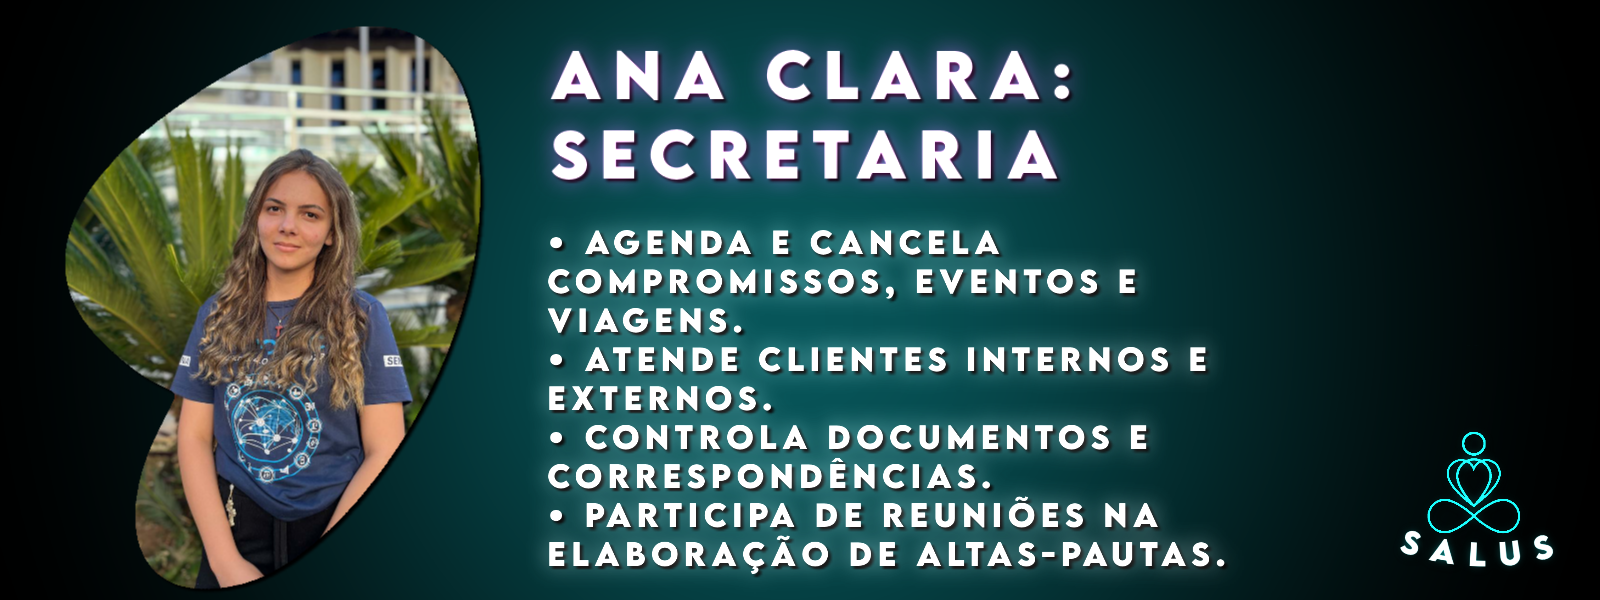 ANA CLARA:
SECRETARIA
• AGENDA E CANCELA
COMPROMISSOS, EVENTOS E
VIAGENS.
• ATENDE CLIENTES INTERNOS E
EXTERNOS.
• CONTROLA DOCUMENTOS E
CORRESPONDÊNCIAS.
• PARTICIPA DE REUNIÕES NA
ELABORAÇÃO DE ALTAS-PAUTAS.
SALUS